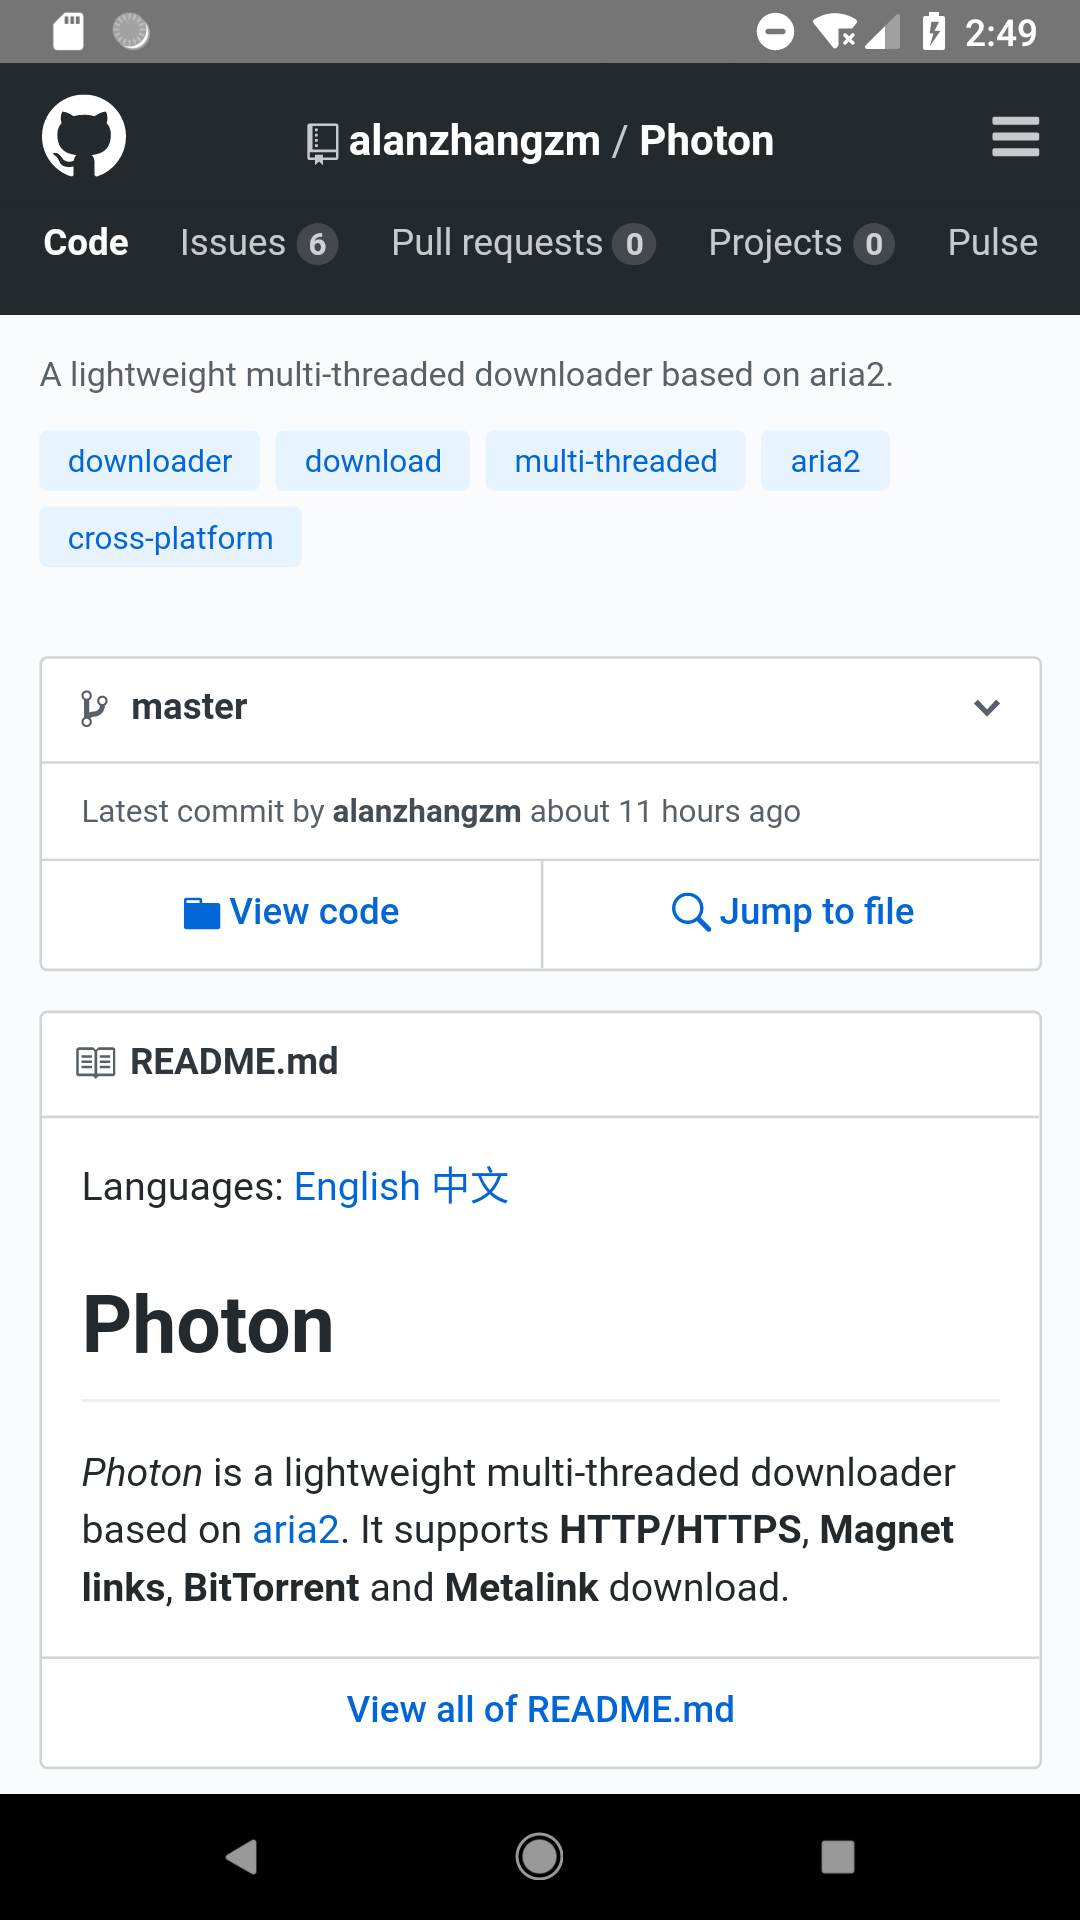 2:49
alanzhangzm / Photon
Code Issues 6 Pull requests 0 Projects 0 Pulse
A lightweight multi-threaded downloader based on aria2.
downloader download multi-threaded aria2
cross-platform
master
Latest commit by alanzhangzm about 11 hours ago
View code Jump to file
README.md
Languages: English 中文
Photon
Photon is a lightweight multi-threaded downloader
based on aria2. It supports HTTP/HTTPS, Magnet
links, BitTorrent and Metalink download.
View all of README.md